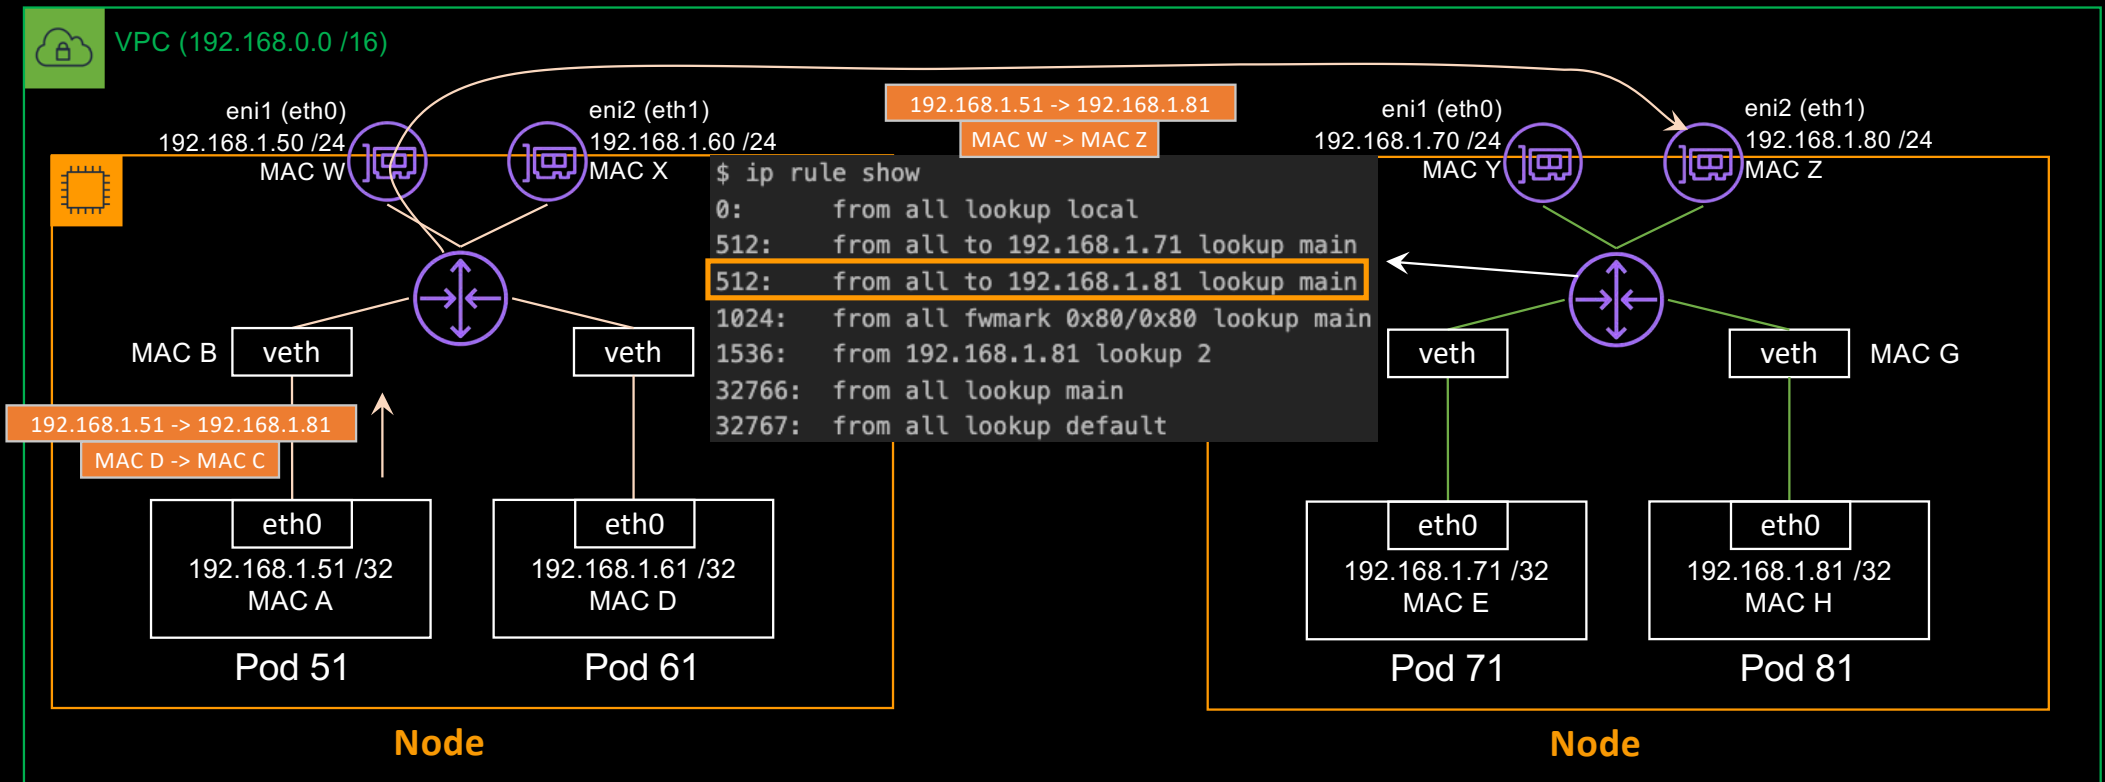 VPC (192.168.0.0 /16)
eni1 (eth0)
192.168.1.50 /24
MAC W
eni2 (eth1)
192.168.1.60 /24
MAC X
192.168.1.51 -> 192.168.1.81
MAC W -> MAC Z
eni1 (eth0)
192.168.1.70 /24
MAC Y
eni2 (eth1)
192.168.1.80 /24
MAC Z
$ ip rule show
0: from all lookup local
512: from all to 192.168.1.71 lookup main
512: from all to 192.168.1.81 lookup main
1024: from all fwmark 0x80/0x80 lookup main
1536: from 192.168.1.81 lookup 2
32766: from all lookup main
32767: from all lookup default
MAC B
veth
veth
veth
veth
MAC G
192.168.1.51 -> 192.168.1.81
MAC D -> MAC C
eth0
192.168.1.51 /32
MAC A
Pod 51
eth0
192.168.1.61 /32
MAC D
Pod 61
eth0
192.168.1.71 /32
MAC E
Pod 71
eth0
192.168.1.81 /32
MAC H
Pod 81
Node
Node